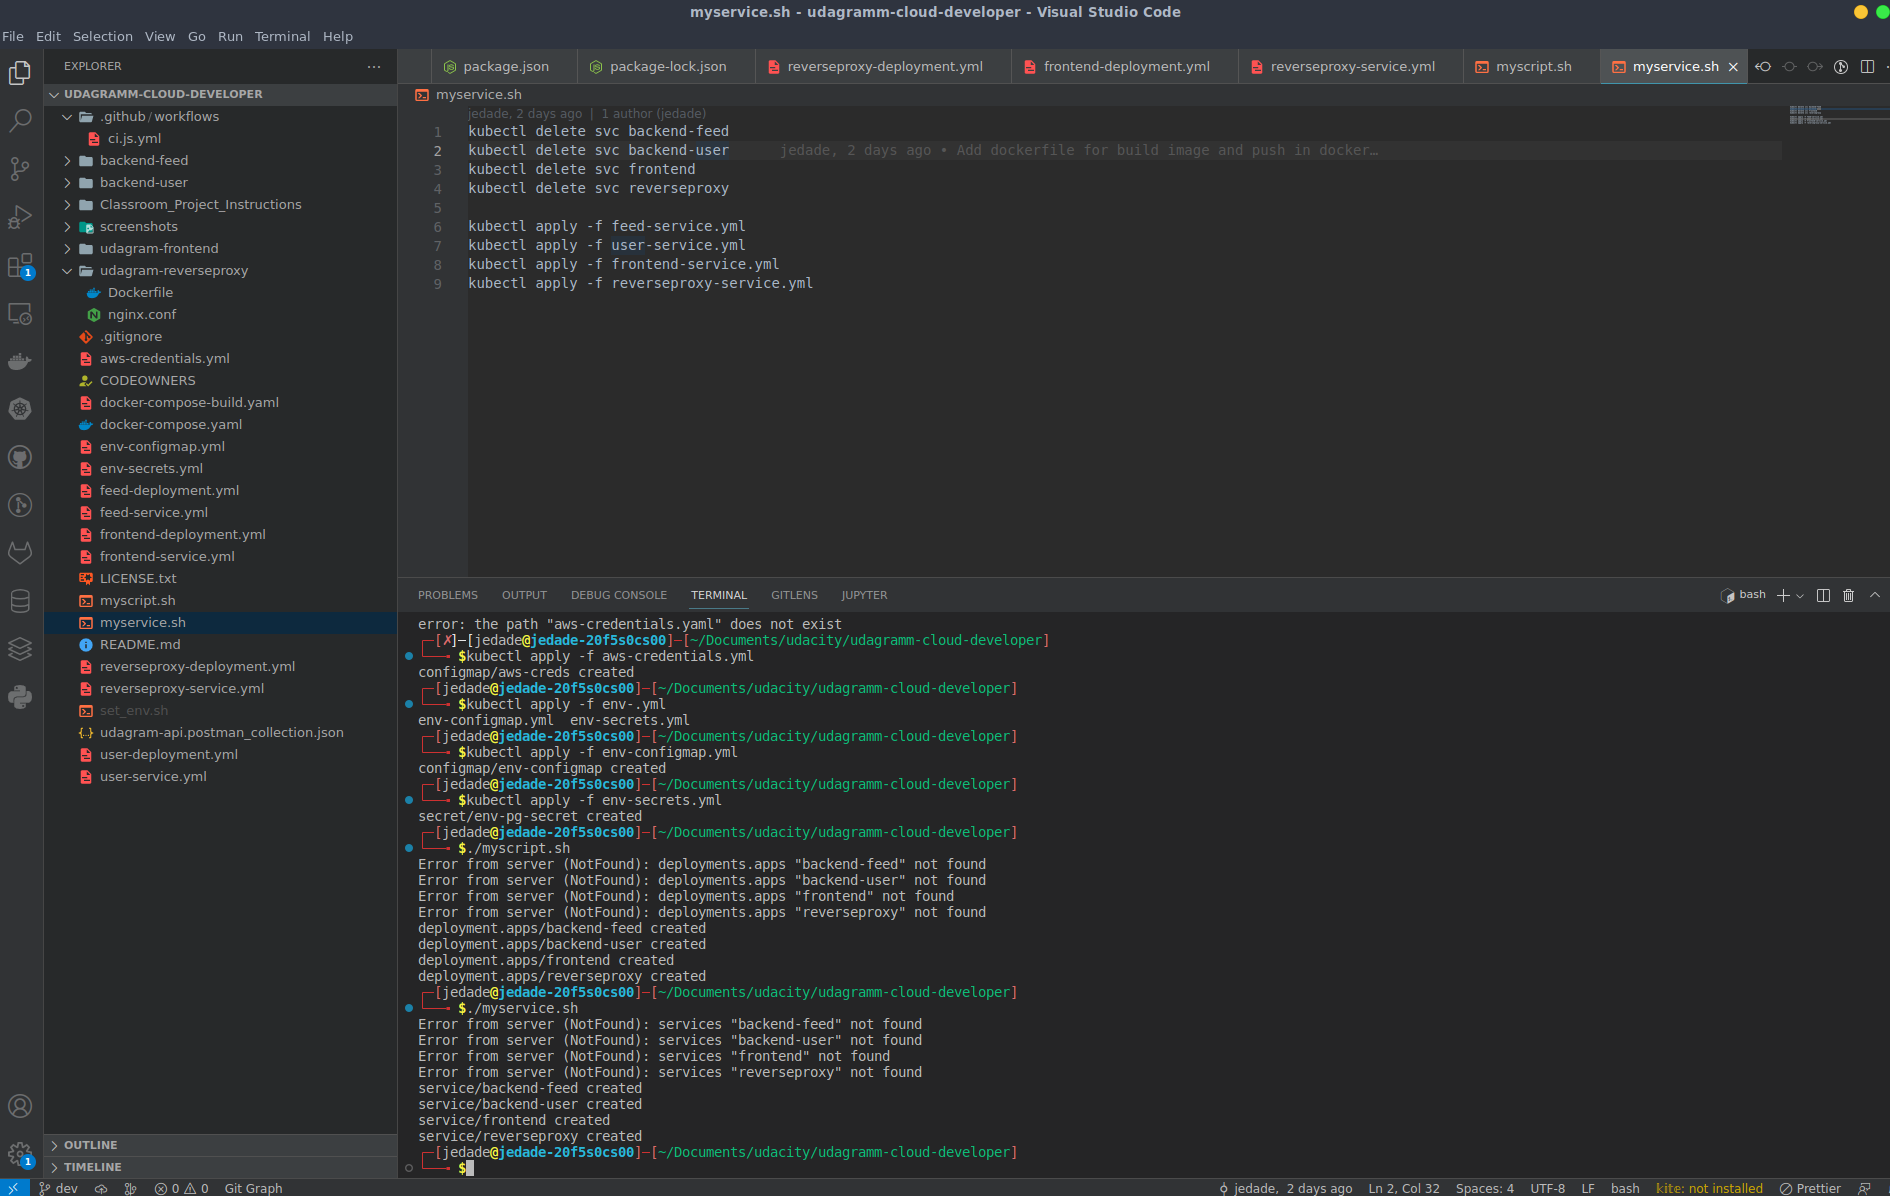 myservice.sh - udagramm-cloud-developer - Visual Studio Code
File Edit Selection View Go Run Terminal Help
EXPLORER
UDAGRAMM-CLOUD-DEVELOPER
.github/workflows
ci.js.yml
backend-feed
backend-user
Classroom_Project_Instructions
screenshots
udagram-frontend
udagram-reverseproxy
Dockerfile
nginx.conf
.gitignore
aws-credentials.yml
CODEOWNERS
docker-compose-build.yaml
docker-compose.yaml
env-configmap.yml
env-secrets.yml
feed-deployment.yml
feed-service.yml
frontend-deployment.yml
frontend-service.yml
LICENSE.txt
myscript.sh
myservice.sh
README.md
reverseproxy-deployment.yml
reverseproxy-service.yml
set_env.sh
udagram-api.postman_collection.json
user-deployment.yml
user-service.yml
OUTLINE
TIMELINE
1
1
package.json package-lock.json reverseproxy-deployment.yml frontend-deployment.yml reverseproxy-service.yml myscript.sh myservice.sh
myservice.sh
jedade, 2 days ago | 1 author (jedade)
1 kubectl delete svc backend-feed
2 kubectl delete svc backend-user jedade, 2 days ago • Add dockerfile for build image and push in docker…
3 kubectl delete svc frontend
4 kubectl delete svc reverseproxy
5
6 kubectl apply -f feed-service.yml
7 kubectl apply -f user-service.yml
8 kubectl apply -f frontend-service.yml
9 kubectl apply -f reverseproxy-service.yml
PROBLEMS OUTPUT DEBUG CONSOLE TERMINAL GITLENS JUPYTER bash
error: the path "aws-credentials.yaml" does not exist
┌─[✗]─[jedade@jedade-20f5s0cs00]─[~/Documents/udacity/udagramm-cloud-developer]
└──╼ $kubectl apply -f aws-credentials.yml
configmap/aws-creds created
┌─[jedade@jedade-20f5s0cs00]─[~/Documents/udacity/udagramm-cloud-developer]
└──╼ $kubectl apply -f env-.yml
env-configmap.yml env-secrets.yml
┌─[jedade@jedade-20f5s0cs00]─[~/Documents/udacity/udagramm-cloud-developer]
└──╼ $kubectl apply -f env-configmap.yml
configmap/env-configmap created
┌─[jedade@jedade-20f5s0cs00]─[~/Documents/udacity/udagramm-cloud-developer]
└──╼ $kubectl apply -f env-secrets.yml
secret/env-pg-secret created
┌─[jedade@jedade-20f5s0cs00]─[~/Documents/udacity/udagramm-cloud-developer]
└──╼ $./myscript.sh
Error from server (NotFound): deployments.apps "backend-feed" not found
Error from server (NotFound): deployments.apps "backend-user" not found
Error from server (NotFound): deployments.apps "frontend" not found
Error from server (NotFound): deployments.apps "reverseproxy" not found
deployment.apps/backend-feed created
deployment.apps/backend-user created
deployment.apps/frontend created
deployment.apps/reverseproxy created
┌─[jedade@jedade-20f5s0cs00]─[~/Documents/udacity/udagramm-cloud-developer]
└──╼ $./myservice.sh
Error from server (NotFound): services "backend-feed" not found
Error from server (NotFound): services "backend-user" not found
Error from server (NotFound): services "frontend" not found
Error from server (NotFound): services "reverseproxy" not found
service/backend-feed created
service/backend-user created
service/frontend created
service/reverseproxy created
┌─[jedade@jedade-20f5s0cs00]─[~/Documents/udacity/udagramm-cloud-developer]
└──╼ $
dev 0 0 Git Graph jedade, 2 days ago Ln 2, Col 32 Spaces: 4 UTF-8 LF bash kite: not installed Prettier